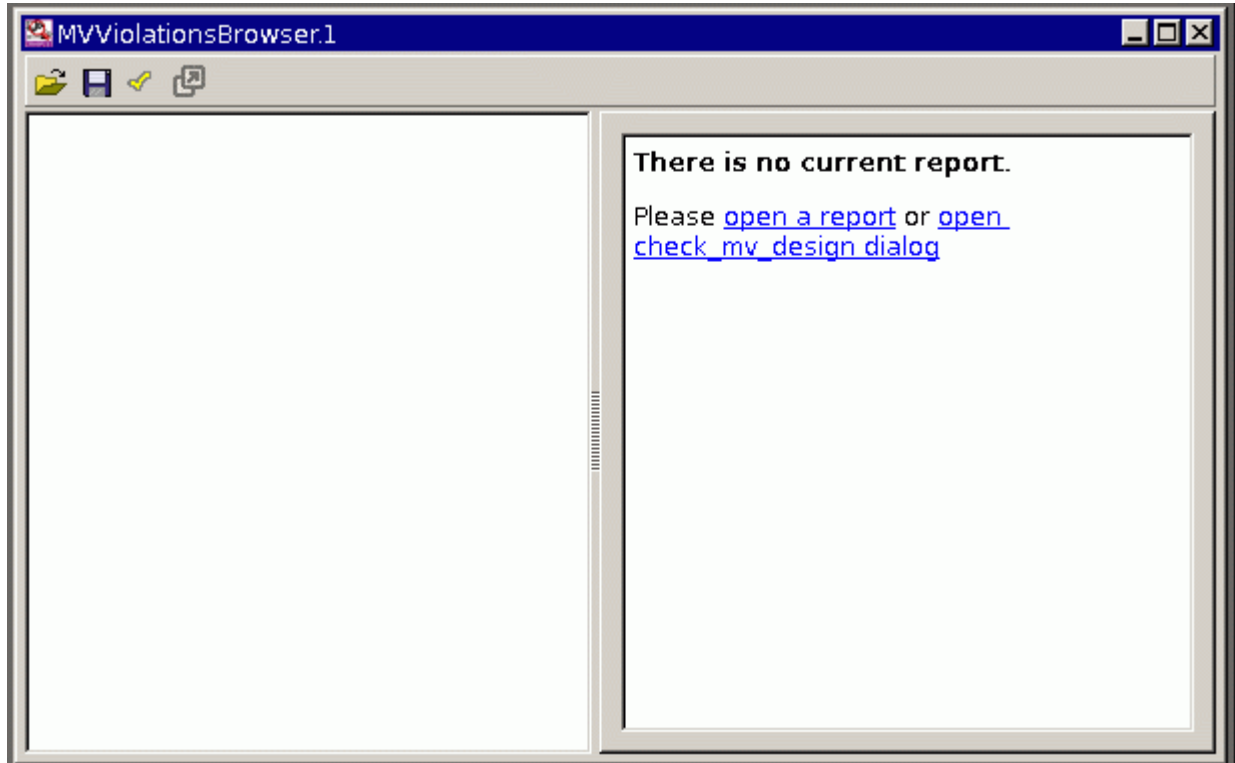 MVViolationsBrowser.1
There is no current report.
Please open a report or open
check_mv_design dialog